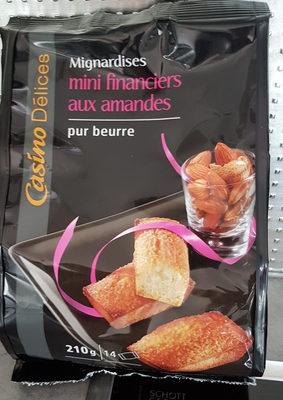 Casino Délices
Mignardises
mini financiers
aux amandes
pur beurre
210g 14
SCHOTT